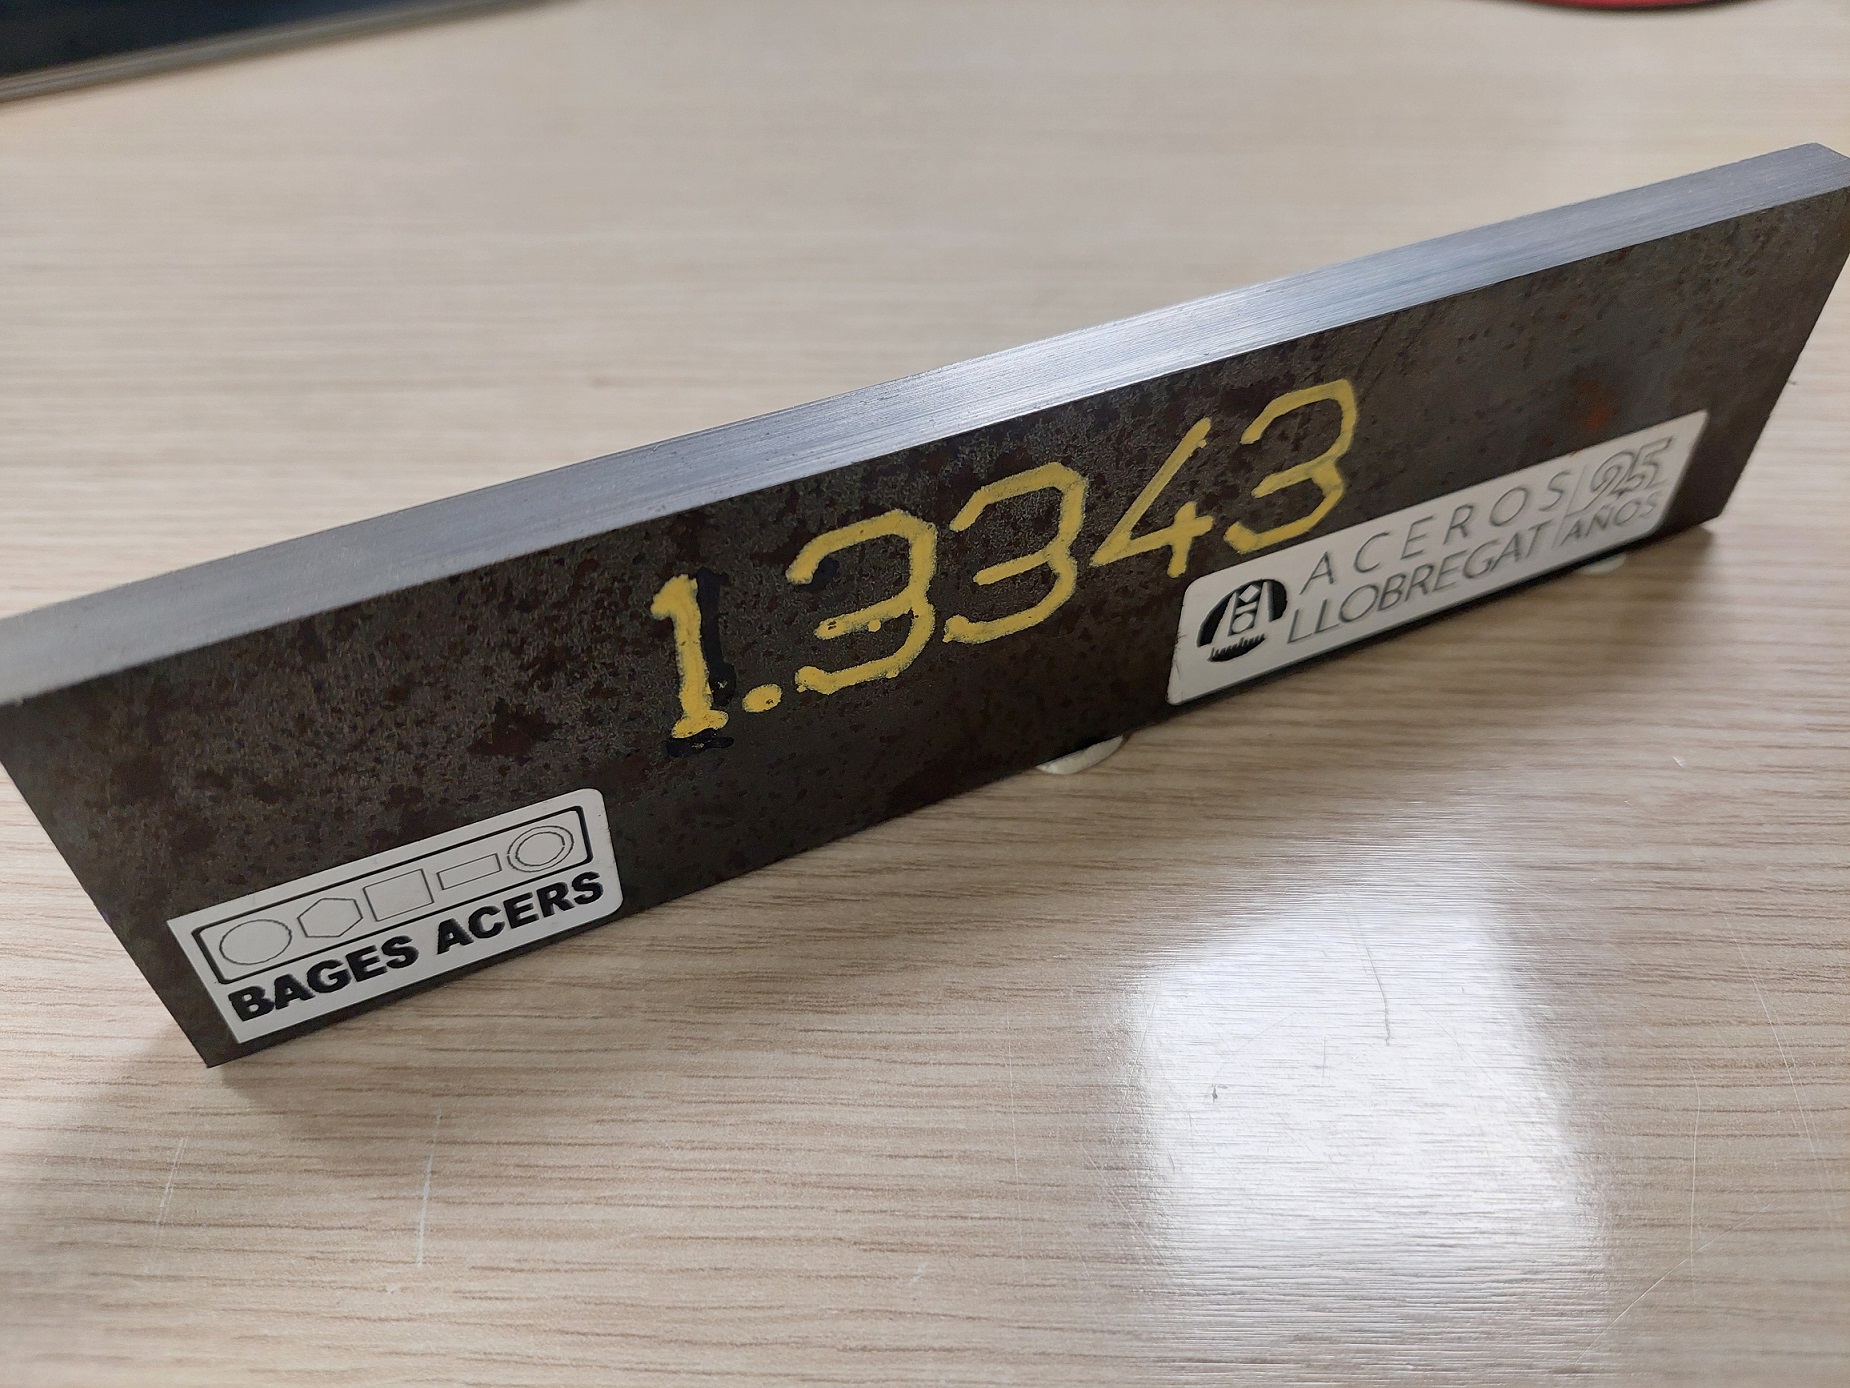 1.3343
ACEROS
LLOBREGAT
25
AÑOS
BAGES ACERS